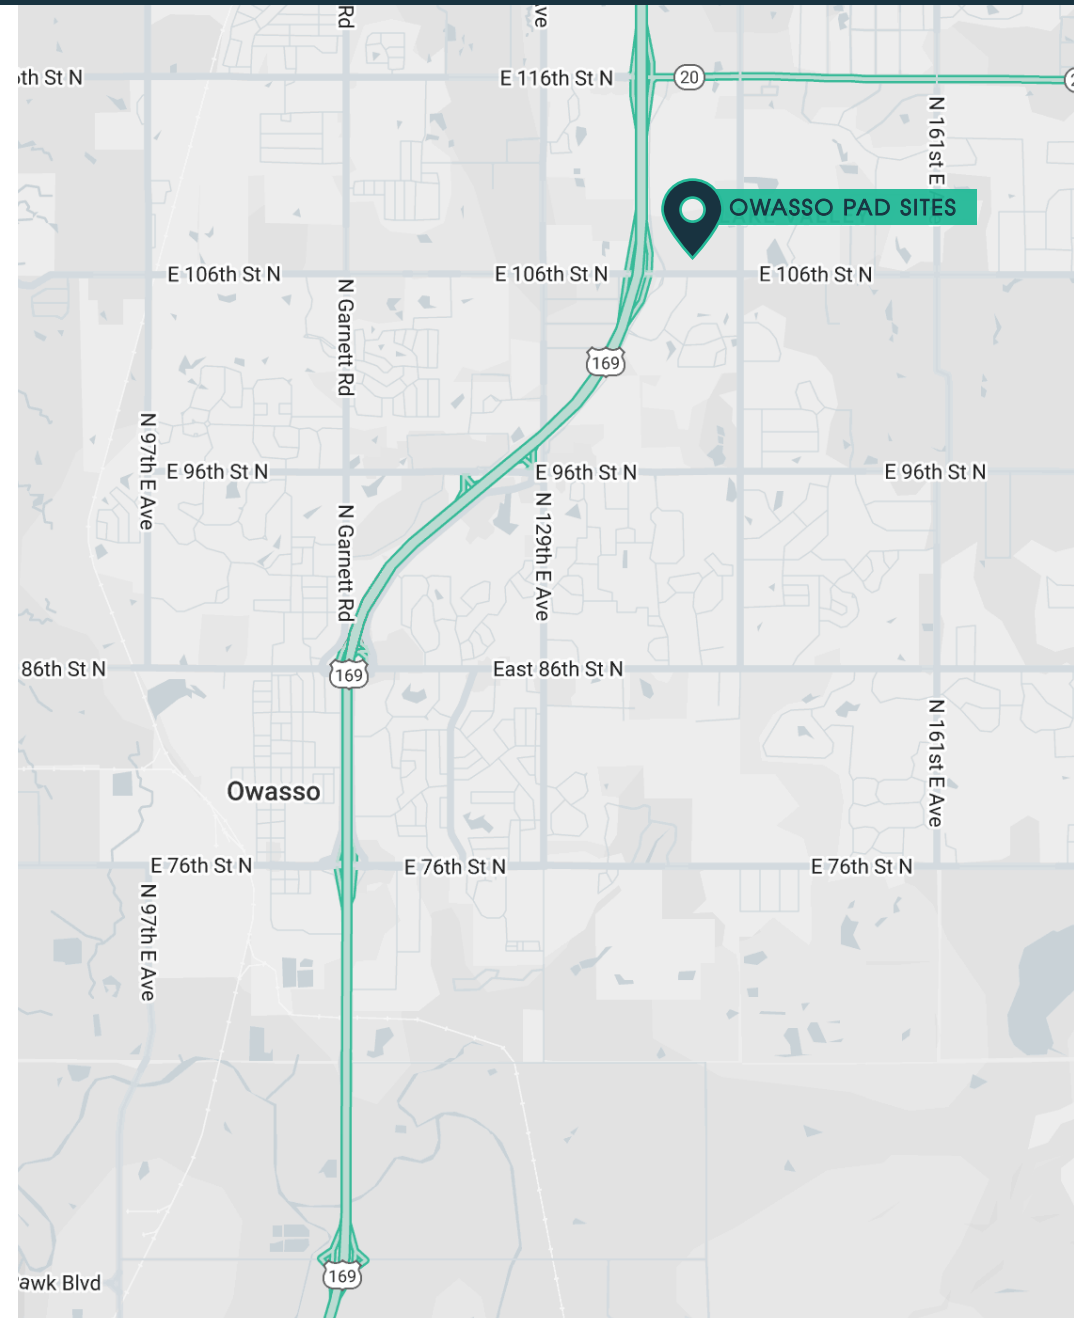 Rd
ve
th St N
E 116th St N
20
2
N 161st E
OWASSO PAD SITES
E 106th St N
E 106th St N
E 106th St N
N Garnett Rd
169
N 97th E Ave
E 96th St N
E 96th St N
E 96th St N
N Garnett Rd
N 129th E Ave
86th St N
169
East 86th St N
N 161st E Ave
Owasso
E 76th St N
E 76th St N
E 76th St N
N 97th E Ave
169
awk Blvd